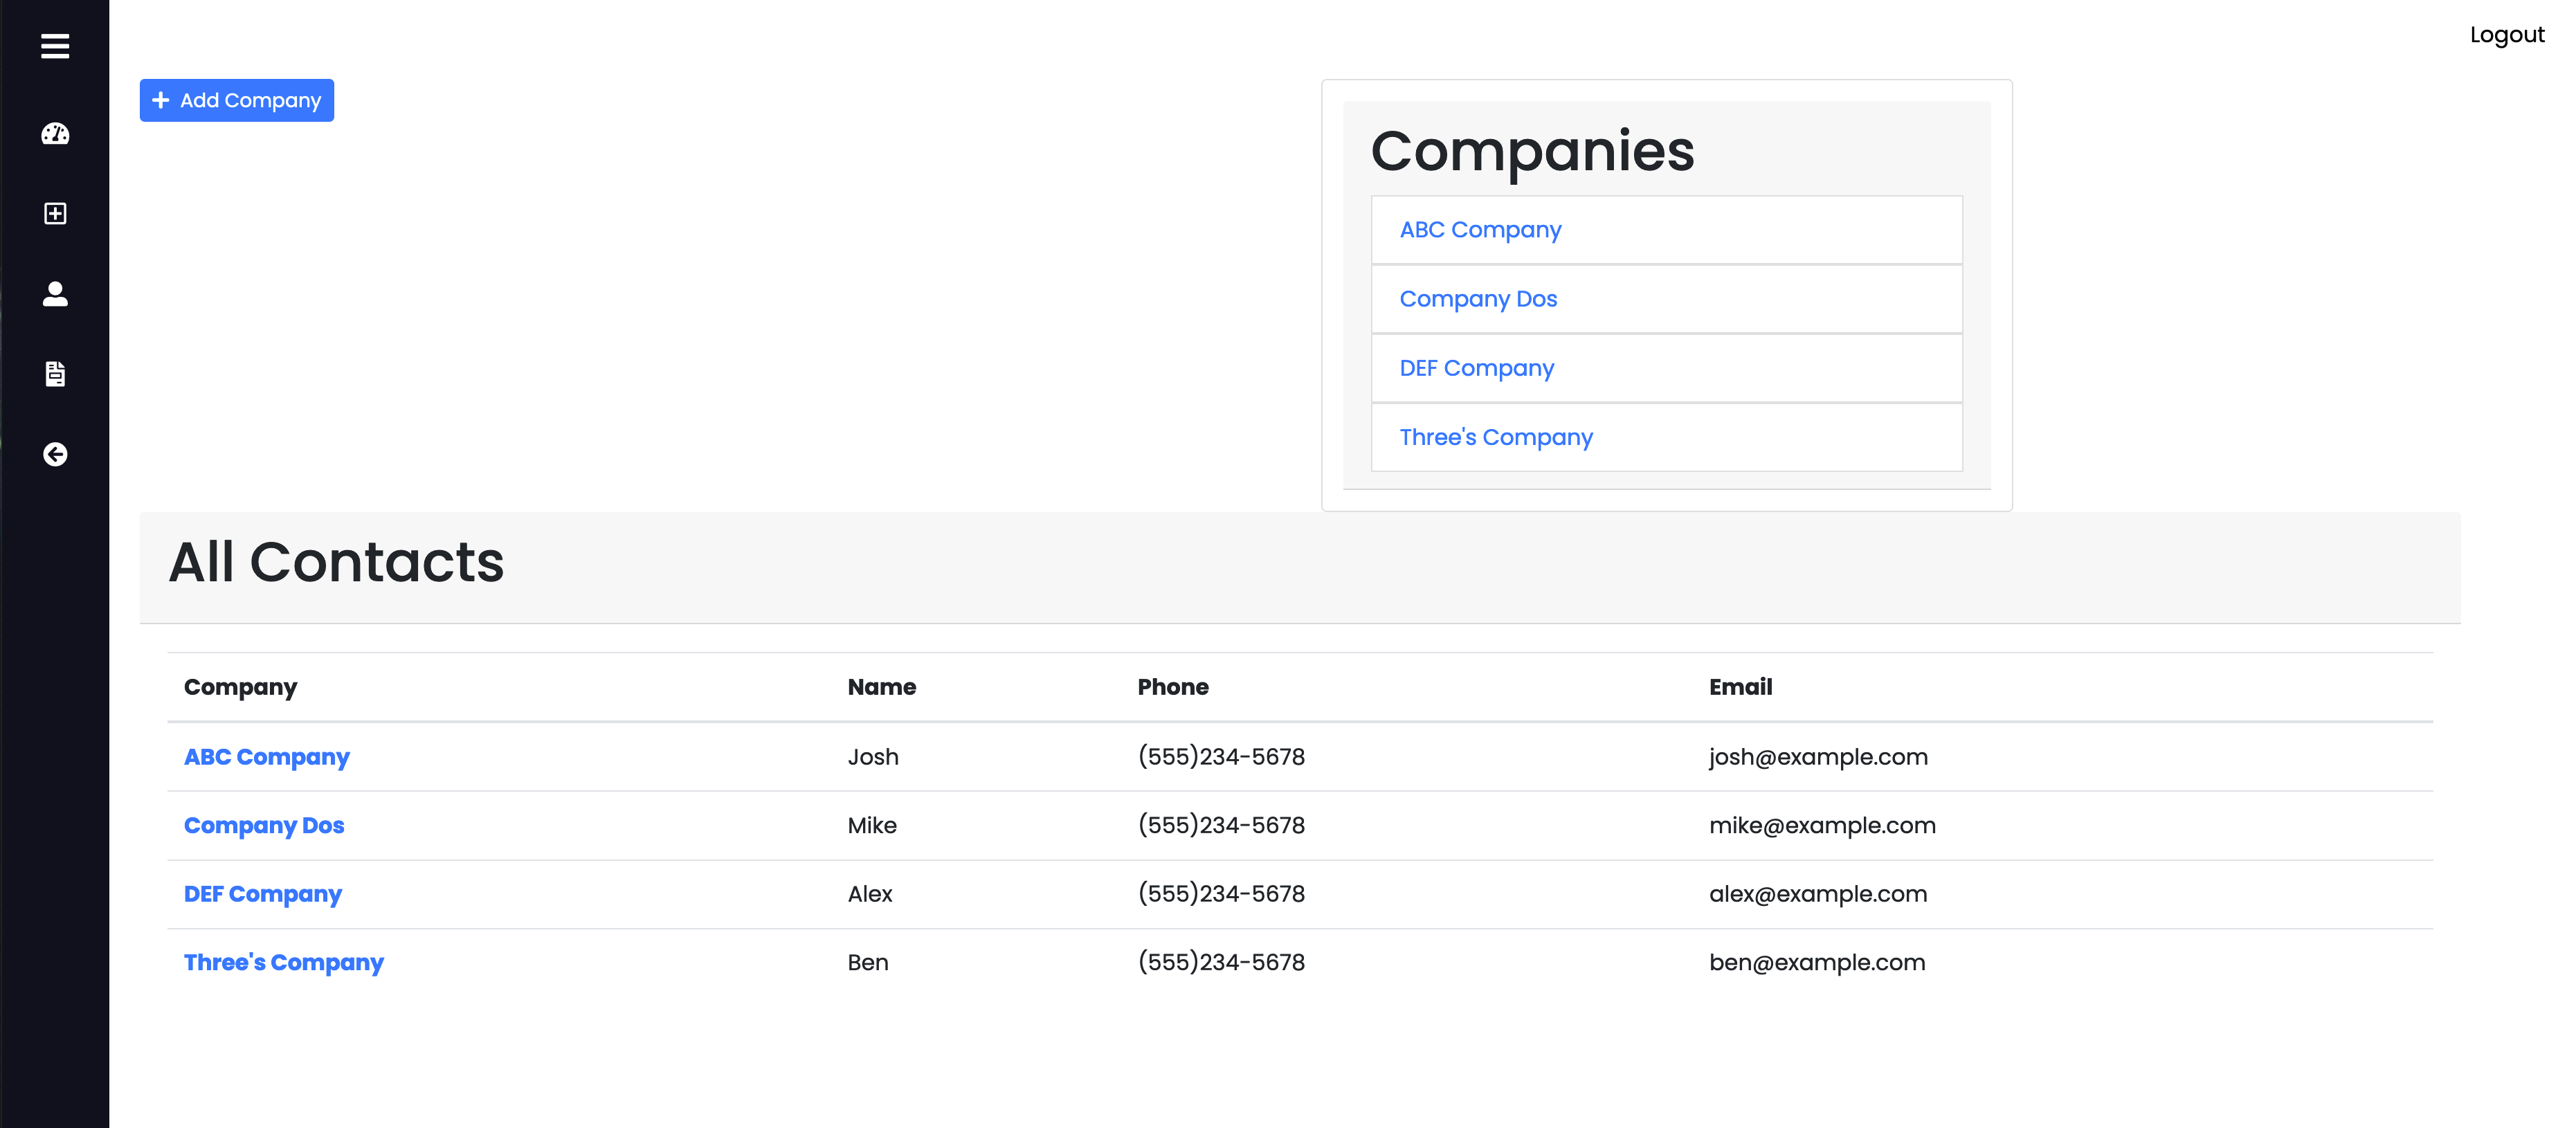 Logout
Add Company
Companies
ABC Company
Company Dos
DEF Company
Three's Company
All Contacts
Company Name Phone Email
ABC Company Josh (555)234-5678 josh@example.com
Company Dos Mike (555)234-5678 mike@example.com
DEF Company Alex (555)234-5678 alex@example.com
Three's Company Ben (555)234-5678 ben@example.com